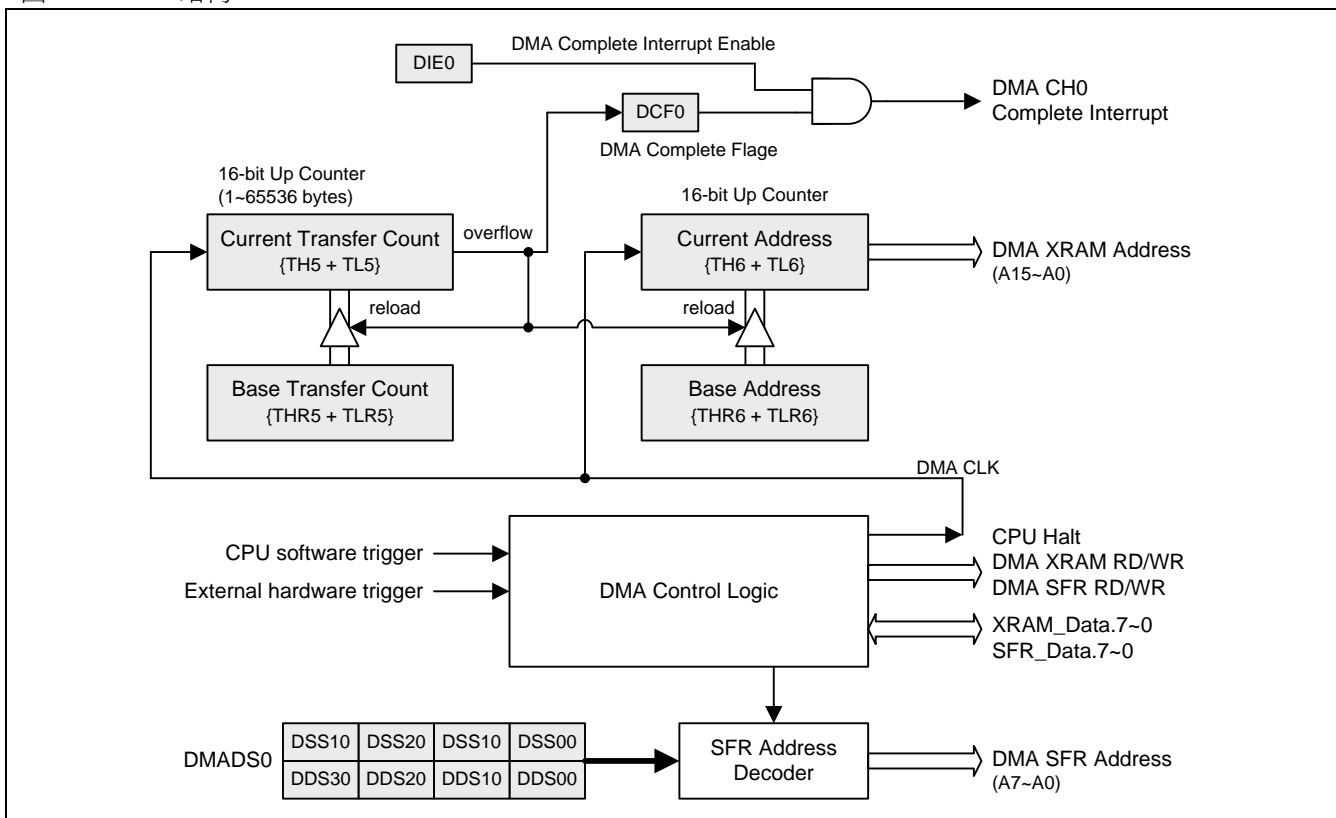 DMA Complete Interrupt Enable
DIE0
DMA CH0
Complete Interrupt
DCF0
DMA Complete Flage
16-bit Up Counter
(1~65536 bytes)
16-bit Up Counter
Current Transfer Count
{TH5 + TL5}
overflow
Current Address
{TH6 + TL6}
DMA XRAM Address
(A15~A0)
reload
reload
Base Transfer Count
{THR5 + TLR5}
Base Address
{THR6 + TLR6}
DMA CLK
CPU software trigger
External hardware trigger
DMA Control Logic
CPU Halt
DMA XRAM RD/WR
DMA SFR RD/WR
XRAM_Data.7~0
SFR_Data.7~0
DMADS0
DSS10 DSS20 DSS10 DSS00
DDS30 DDS20 DDS10 DDS00
SFR Address
Decoder
DMA SFR Address
(A7~A0)